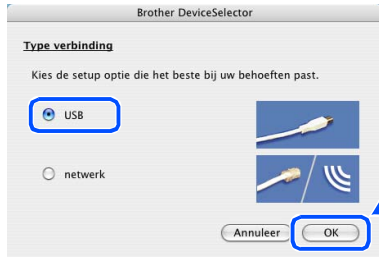 Brother DeviceSelector
Type verbinding
Kies de setup optie die het beste bij uw behoeften past.
USB
netwerk
Annuleer OK